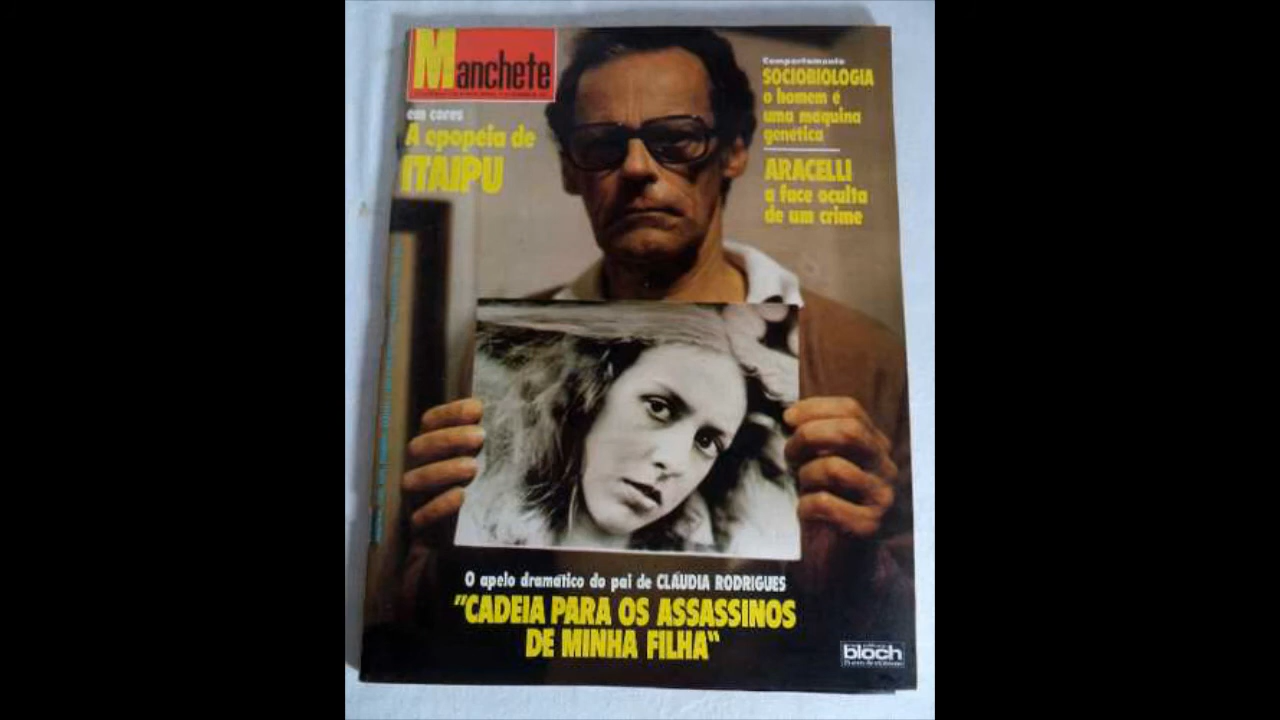 Manchete
em cores
A epopéia de
ITAIPU
Comportamento
SOCIOBIOLOGIA
o homem é
uma maquina
genética
ARACELLI
a face oculta
de um crime
O apelo dramático do pai de CLÁUDIA RODRIGUES
"CADEIA PARA OS ASSASSINOS
DE MINHA FILHA"
bloch